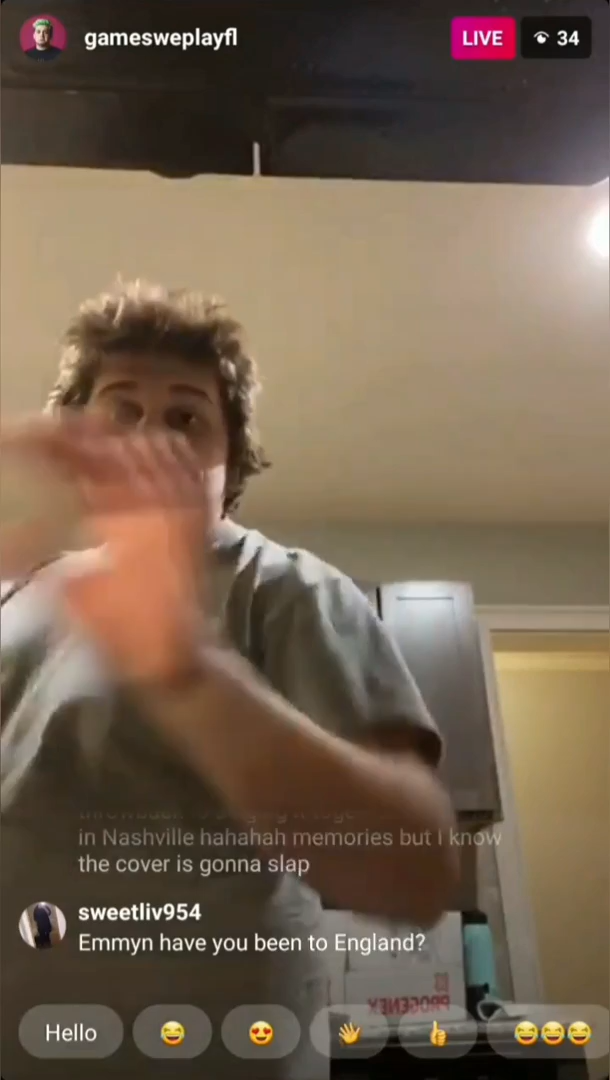 gamesweplayfl
LIVE
34
in Nashville hahahah memories but I know
the cover is gonna slap
sweetliv954
Emmyn have you been to England?
PROGENEX
Hello